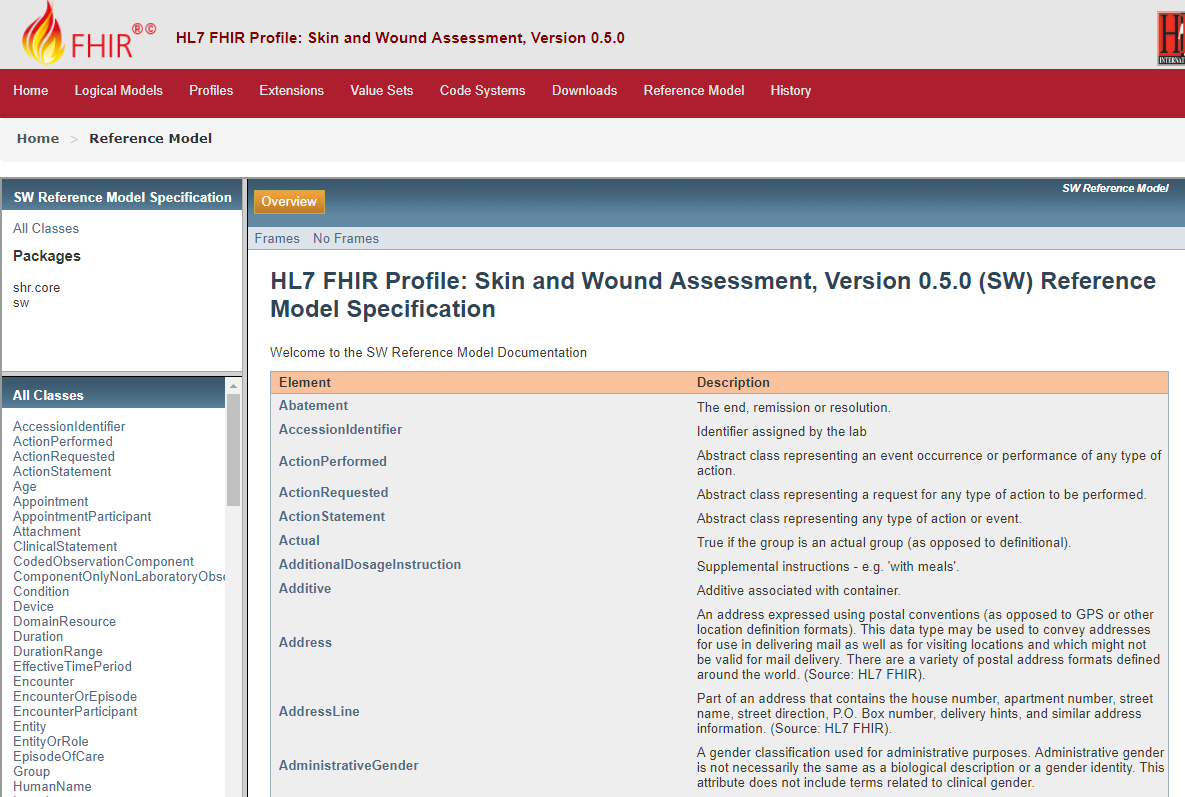 FHIR®©
HL7 FHIR Profile: Skin and Wound Assessment, Version 0.5.0
Home Logical Models Profiles Extensions Value Sets Code Systems Downloads Reference Model History
Home > Reference Model
SW Reference Model Specification
All Classes
Packages
shr.core
sw
All Classes
AccessionIdentifier
ActionPerformed
ActionRequested
ActionStatement
Age
Appointment
AppointmentParticipant
Attachment
ClinicalStatement
CodedObservationComponent
ComponentOnlyNonLaboratoryObse
Condition
Device
DomainResource
Duration
DurationRange
EffectiveTimePeriod
Encounter
EncounterOrEpisode
EncounterParticipant
Entity
EntityOrRole
EpisodeOfCare
Group
HumanName
SW Reference Model
Overview
Frames No Frames
HL7 FHIR Profile: Skin and Wound Assessment, Version 0.5.0 (SW) Reference
Model Specification
Welcome to the SW Reference Model Documentation
Element Description
Abatement The end, remission or resolution.
AccessionIdentifier Identifier assigned by the lab
ActionPerformed Abstract class representing an event occurrence or performance of any type of
action.
ActionRequested Abstract class representing a request for any type of action to be performed.
ActionStatement Abstract class representing any type of action or event.
Actual True if the group is an actual group (as opposed to definitional).
AdditionalDosageInstruction Supplemental instructions - e.g. 'with meals'.
Additive Additive associated with container.
Address An address expressed using postal conventions (as opposed to GPS or other
location definition formats). This data type may be used to convey addresses
for use in delivering mail as well as for visiting locations and which might not
be valid for mail delivery. There are a variety of postal address formats defined
around the world. (Source: HL7 FHIR).
AddressLine Part of an address that contains the house number, apartment number, street
name, street direction, P.O. Box number, delivery hints, and similar address
information. (Source: HL7 FHIR).
AdministrativeGender A gender classification used for administrative purposes. Administrative gender
is not necessarily the same as a biological description or a gender identity. This
attribute does not include terms related to clinical gender.